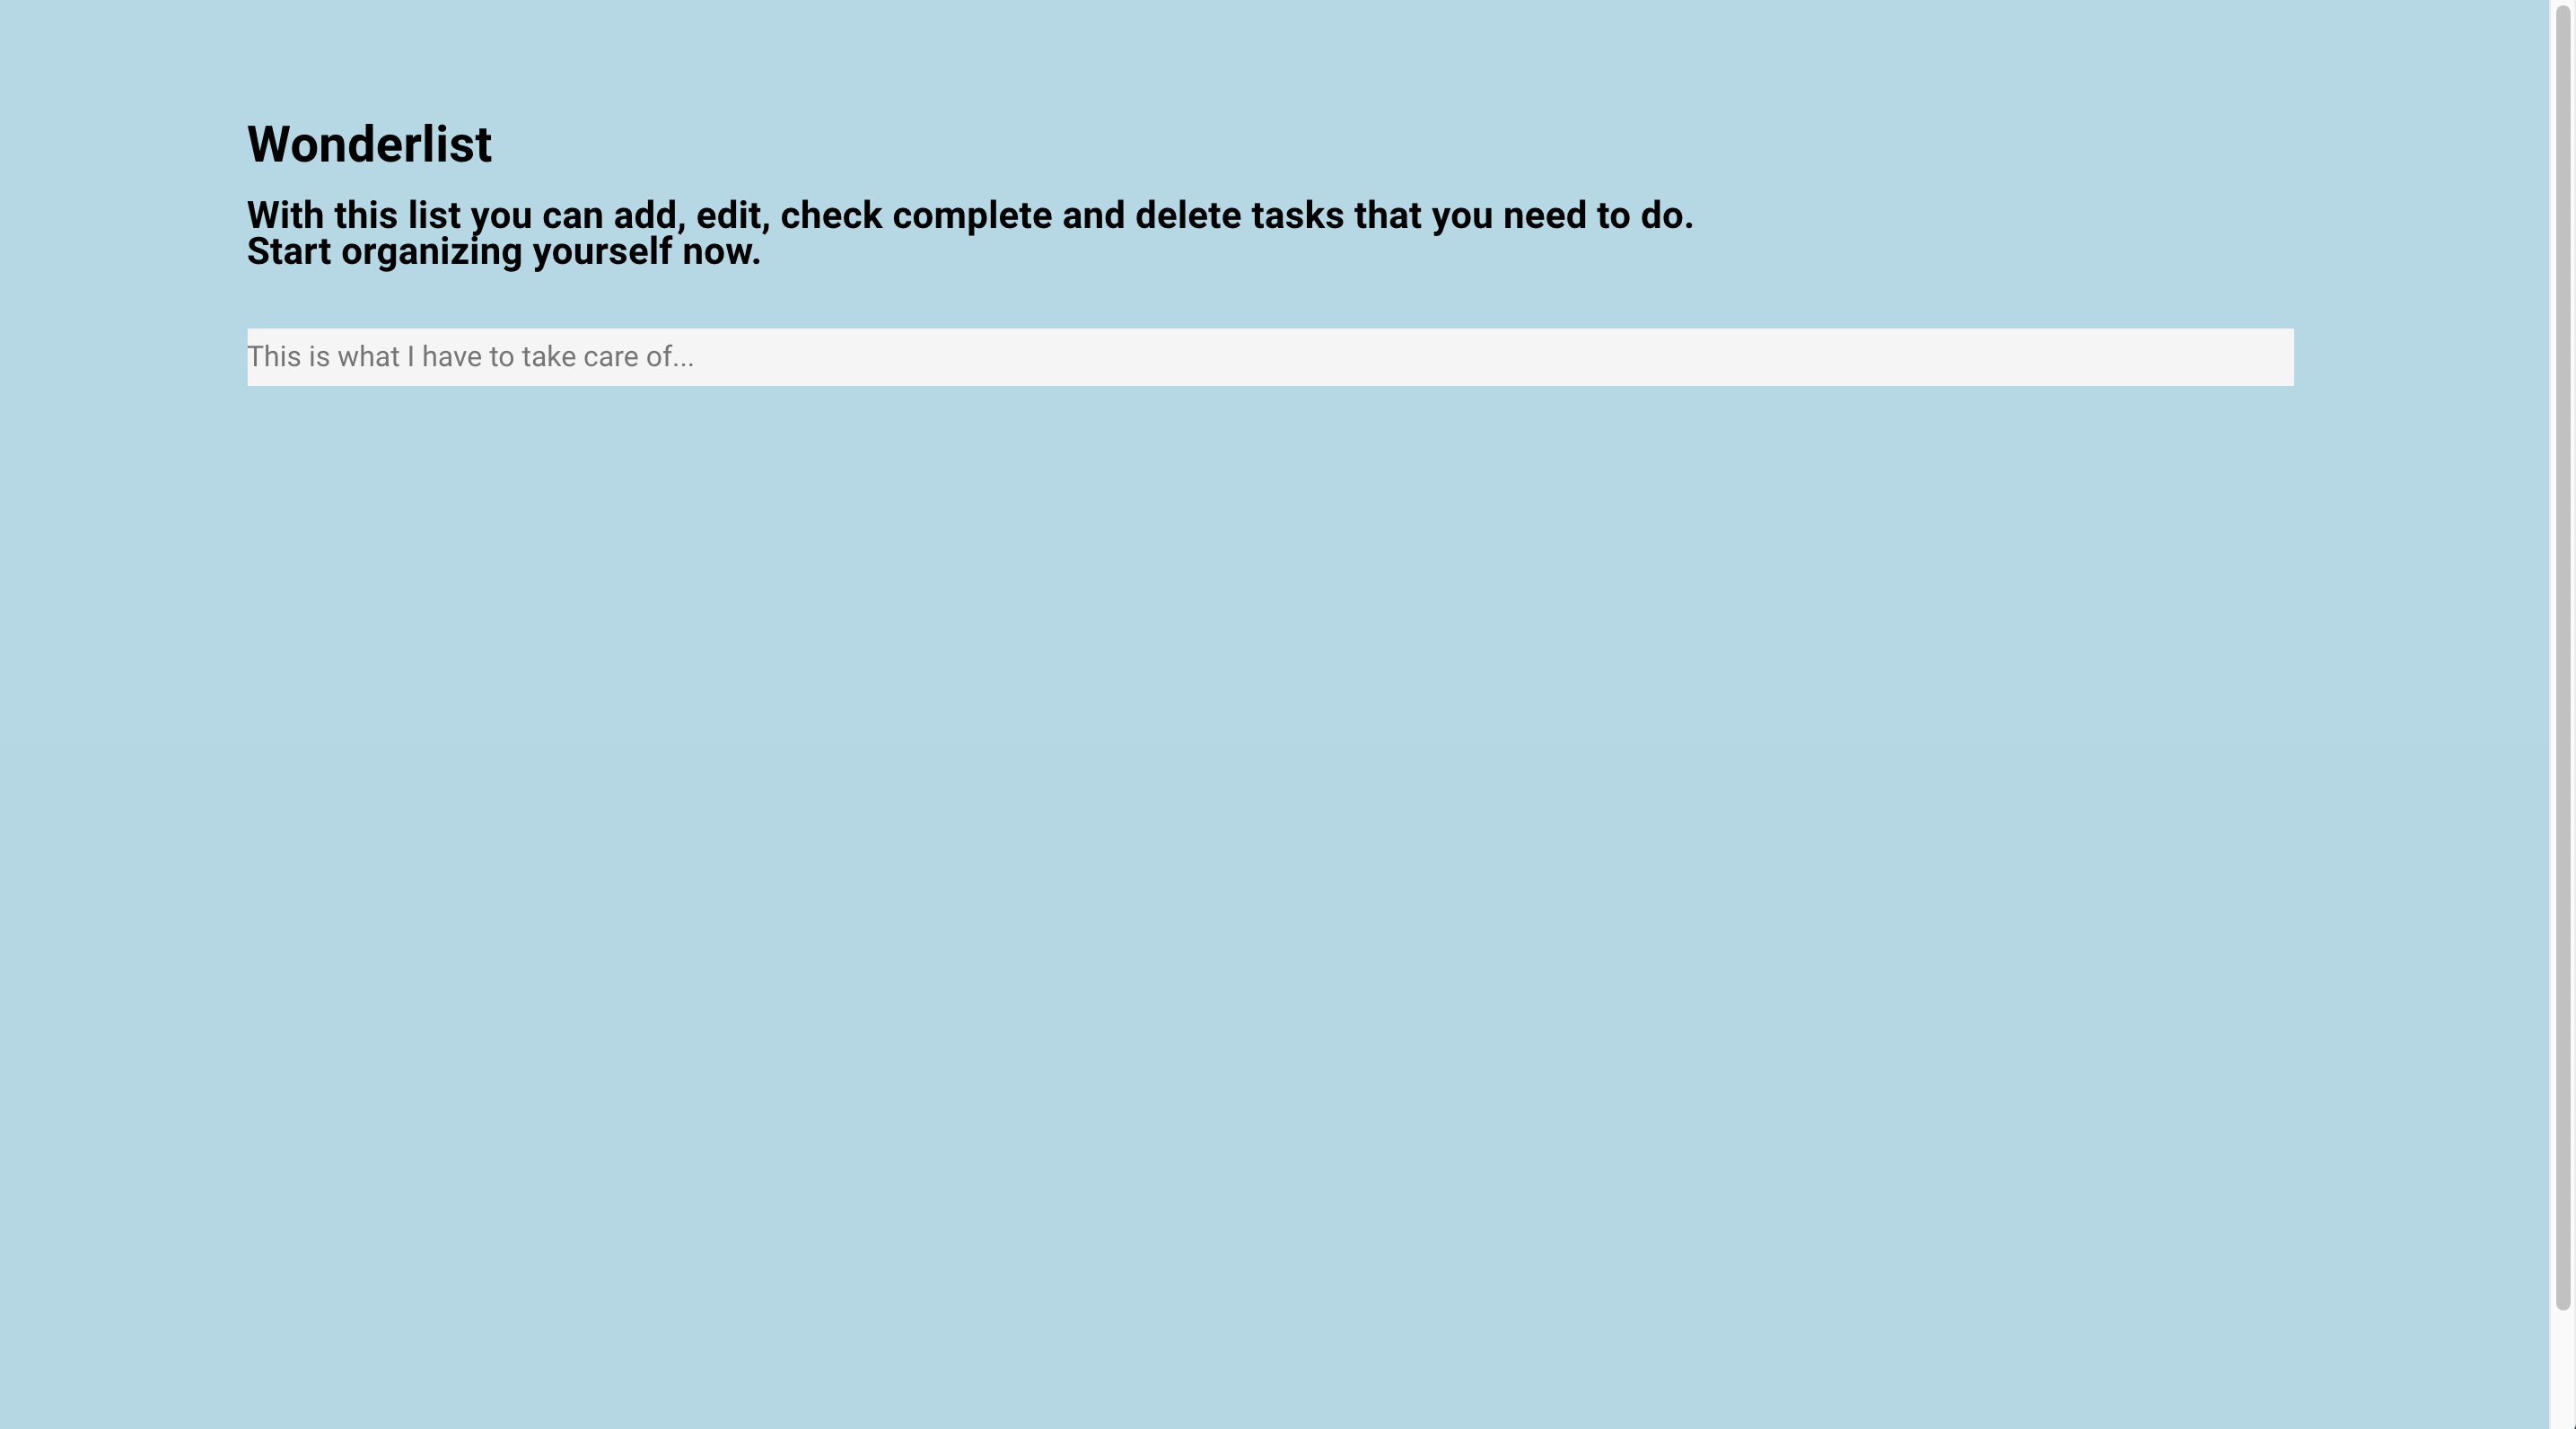 Wonderlist
With this list you can add, edit, check complete and delete tasks that you need to do.
Start organizing yourself now.
This is what I have to take care of...